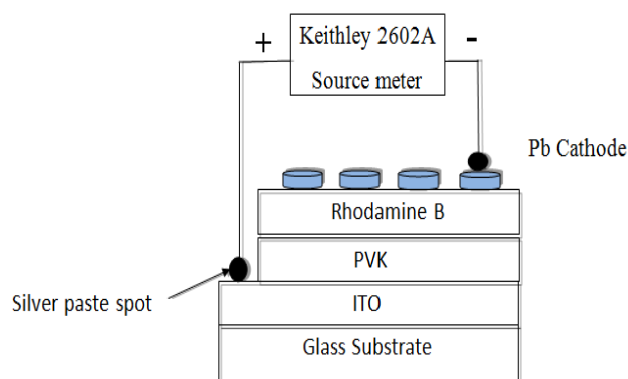 +
Keithley 2602A
-
Source meter
Pb Cathode
Rhodamine B
PVK
Silver paste spot
ITO
Glass Substrate